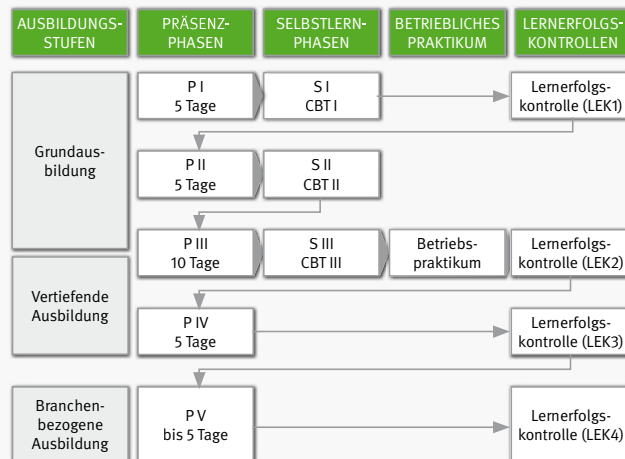 AUSBILDUNGS-
STUFEN
PRÄSENZ-
PHASEN
SELBSTLERN-
PHASEN
BETRIEBLICHES
PRAKTIKUM
LERNERFOLGS-
KONTROLLEN
Grundaus-
bildung
P I
5 Tage
S I
CBT I
Lernerfolgs-
kontrolle (LEK1)
P II
5 Tage
S II
CBT II
P III
10 Tage
S III
CBT III
Betriebs-
praktikum
Lernerfolgs-
kontrolle (LEK2)
Vertiefende
Ausbildung
P IV
5 Tage
Lernerfolgs-
kontrolle (LEK3)
Branchen-
bezogene
Ausbildung
P V
bis 5 Tage
Lernerfolgs-
kontrolle (LEK4)